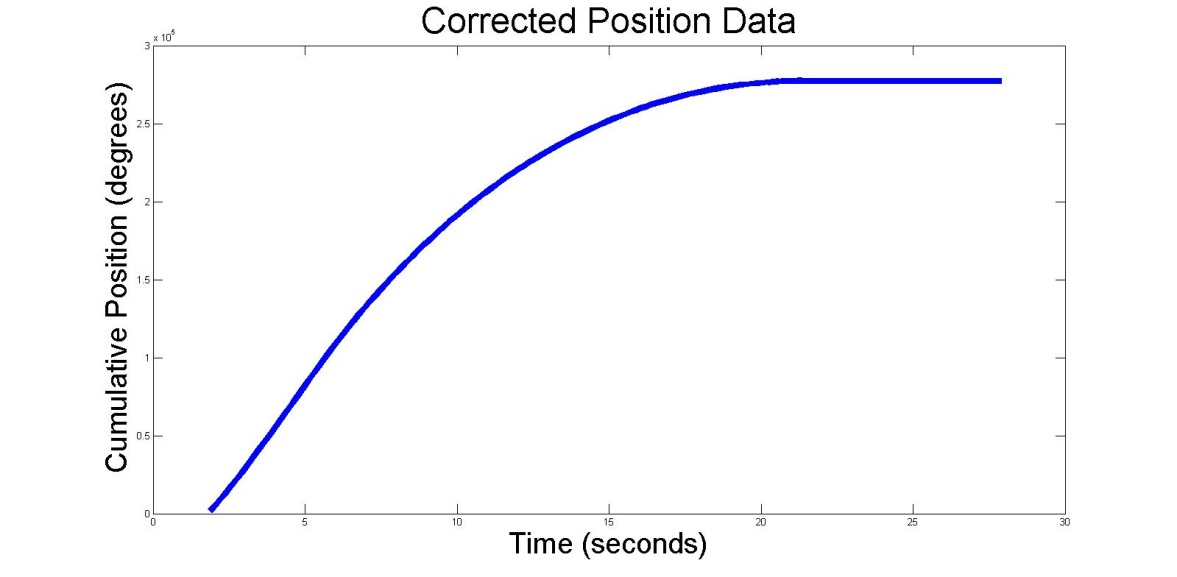 Corrected Position Data
x 10^5
3
2.5
2
1.5
1
0.5
0
Cumulative Position (degrees)
0 5 10 15 20 25 30
Time (seconds)